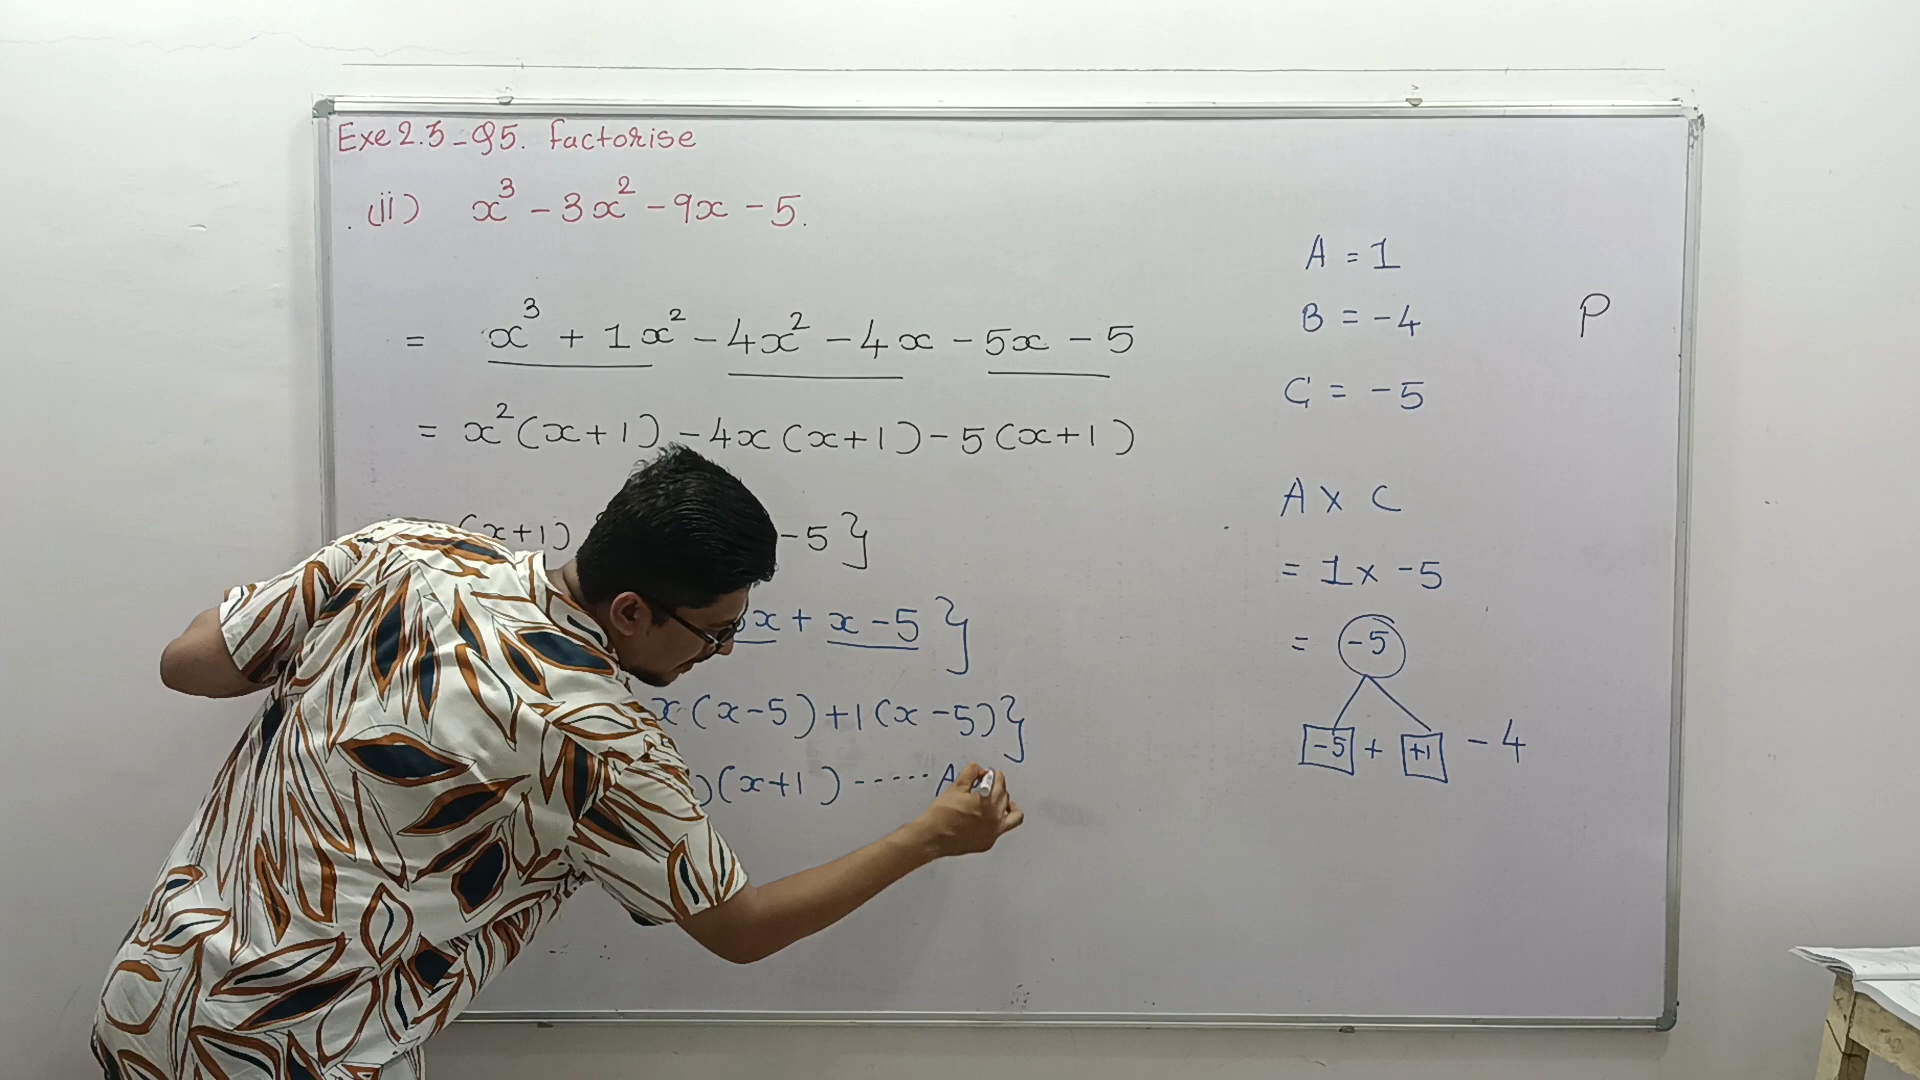 Exe 2.3 - Q5. Factorise
(ii) x³ - 3x² - 9x - 5.
= x³ + 1x² - 4x² - 4x - 5x - 5
= x²(x+1) - 4x(x+1) - 5(x+1)
(x+1) - 5}
x + x - 5}
x(x-5) + 1(x-5)}
)(x+1) ----- A
A = 1
B = -4
C = -5
A x C
= 1 x -5
= -5
-5 + +1 - 4
P